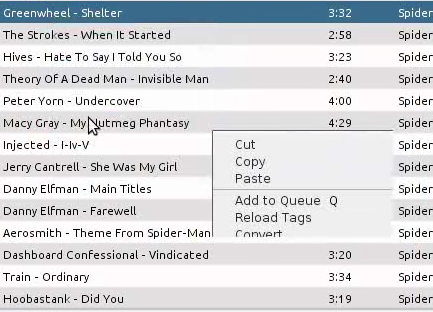 Greenwheel - Shelter 3:32 Spider
The Strokes - When It Started 2:58 Spider
Hives - Hate To Say I Told You So 3:23 Spider
Theory Of A Dead Man - Invisible Man 2:40 Spider
Peter Yorn - Undercover 4:00 Spider
Macy Gray - My Nutmeg Phantasy 4:29 Spider
Injected - I-Iv-V Spider
Cut
Copy
Jerry Cantrell - She Was My Girl Spider
Paste
Danny Elfman - Main Titles Spider
Add to Queue Q
Danny Elfman - Farewell Spider
Reload Tags
Aerosmith - Theme From Spider-Man Spider
Convert
Dashboard Confessional - Vindicated 3:20 Spider
Train - Ordinary 3:34 Spider
Hoobastank - Did You 3:19 Spider